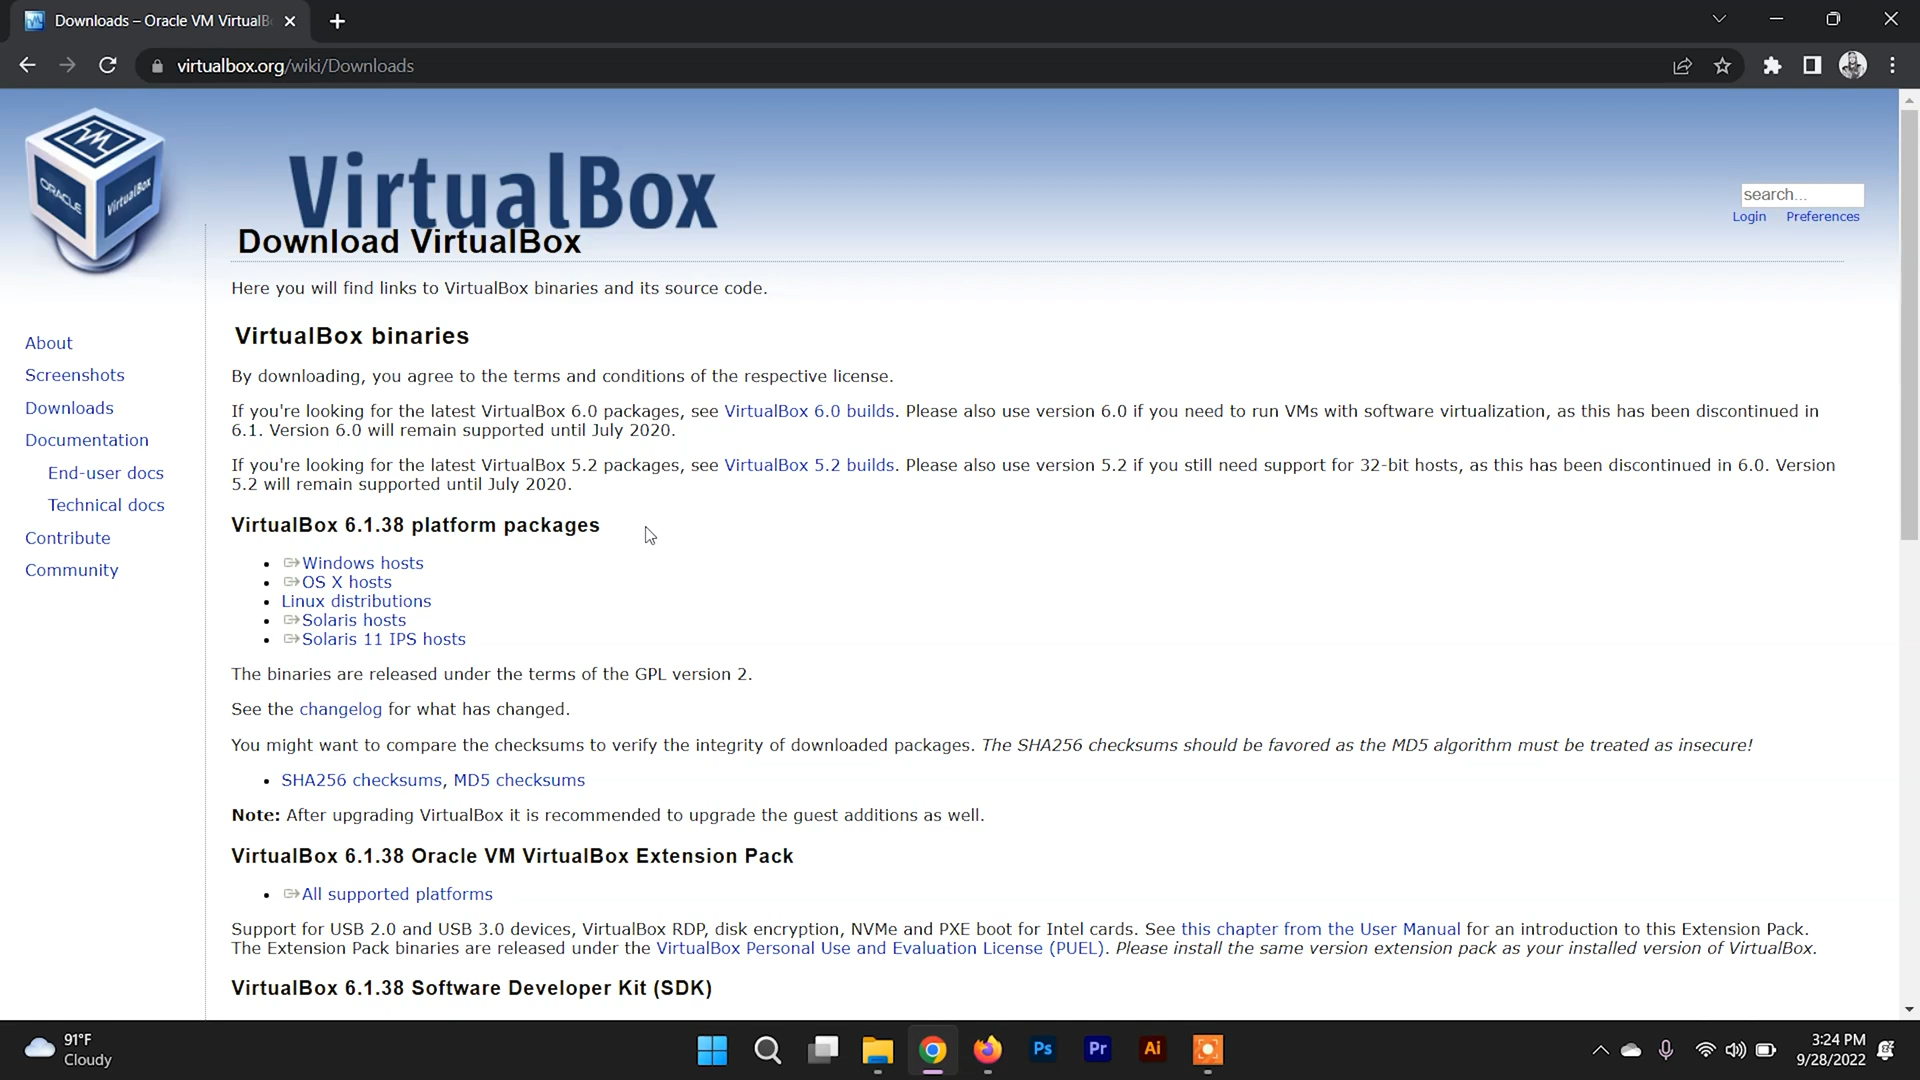 Downloads – Oracle VM VirtualB
virtualbox.org/wiki/Downloads
ORACLE
VirtualBox
VirtualBox
search...
Login Preferences
Download VirtualBox
Here you will find links to VirtualBox binaries and its source code.
About
Screenshots
Downloads
Documentation
End-user docs
Technical docs
Contribute
Community
VirtualBox binaries
By downloading, you agree to the terms and conditions of the respective license.
If you're looking for the latest VirtualBox 6.0 packages, see VirtualBox 6.0 builds. Please also use version 6.0 if you need to run VMs with software virtualization, as this has been discontinued in
6.1. Version 6.0 will remain supported until July 2020.
If you're looking for the latest VirtualBox 5.2 packages, see VirtualBox 5.2 builds. Please also use version 5.2 if you still need support for 32-bit hosts, as this has been discontinued in 6.0. Version
5.2 will remain supported until July 2020.
VirtualBox 6.1.38 platform packages
• Windows hosts
• OS X hosts
• Linux distributions
• Solaris hosts
• Solaris 11 IPS hosts
The binaries are released under the terms of the GPL version 2.
See the changelog for what has changed.
You might want to compare the checksums to verify the integrity of downloaded packages. The SHA256 checksums should be favored as the MD5 algorithm must be treated as insecure!
• SHA256 checksums, MD5 checksums
Note: After upgrading VirtualBox it is recommended to upgrade the guest additions as well.
VirtualBox 6.1.38 Oracle VM VirtualBox Extension Pack
• All supported platforms
Support for USB 2.0 and USB 3.0 devices, VirtualBox RDP, disk encryption, NVMe and PXE boot for Intel cards. See this chapter from the User Manual for an introduction to this Extension Pack.
The Extension Pack binaries are released under the VirtualBox Personal Use and Evaluation License (PUEL). Please install the same version extension pack as your installed version of VirtualBox.
VirtualBox 6.1.38 Software Developer Kit (SDK)
91°F
Cloudy
Ps Pr Ai
3:24 PM
9/28/2022